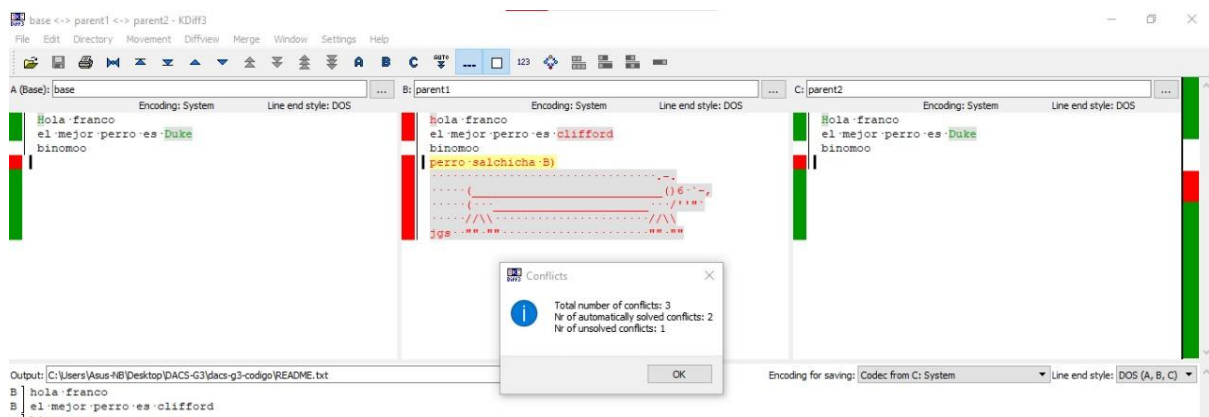 base <-> parent1 <-> parent2 - KDiff3
File Edit Directory Movement Diffview Merge Window Settings Help
A B C auto 123
A (Base): base ... B: parent1 ... C: parent2 ...
Encoding: System Line end style: DOS Encoding: System Line end style: DOS Encoding: System Line end style: DOS
Hola·franco
el·mejor·perro·es·Duke
binomoo
hola·franco
el·mejor·perro·es·clifford
binomoo
perro·salchicha·B)
································.-.
·····(____________________________()6·`-,
·····(···______________________···/''"`
·····//\\······················//\\
jgs··""·""·····················""·""
Hola·franco
el·mejor·perro·es·Duke
binomoo
Conflicts
Total number of conflicts: 3
Nr of automatically solved conflicts: 2
Nr of unsolved conflicts: 1
OK
Output: C:\Users\Asus-NB\Desktop\DACS-G3\dacs-g3-codigo\README.txt Encoding for saving: Codec from C: System Line end style: DOS (A, B, C)
B hola·franco
B el·mejor·perro·es·clifford